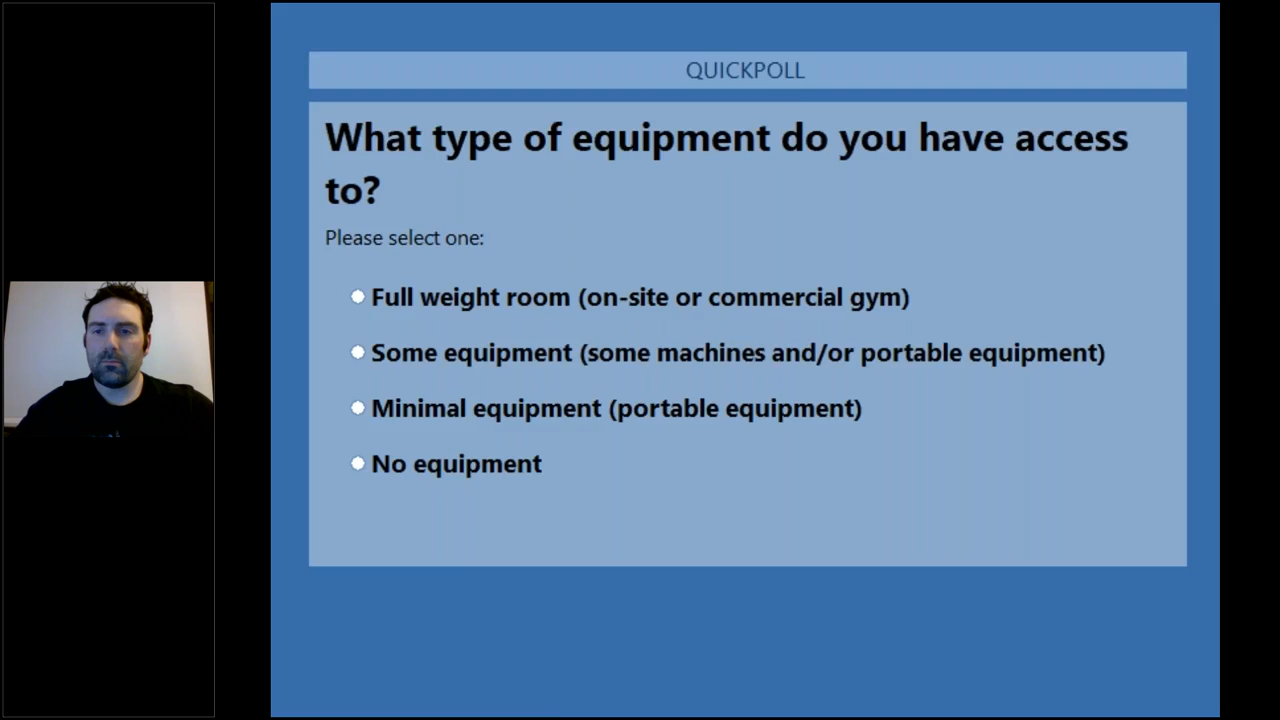 QUICKPOLL
What type of equipment do you have access
to?
Please select one:
Full weight room (on-site or commercial gym)
Some equipment (some machines and/or portable equipment)
Minimal equipment (portable equipment)
No equipment